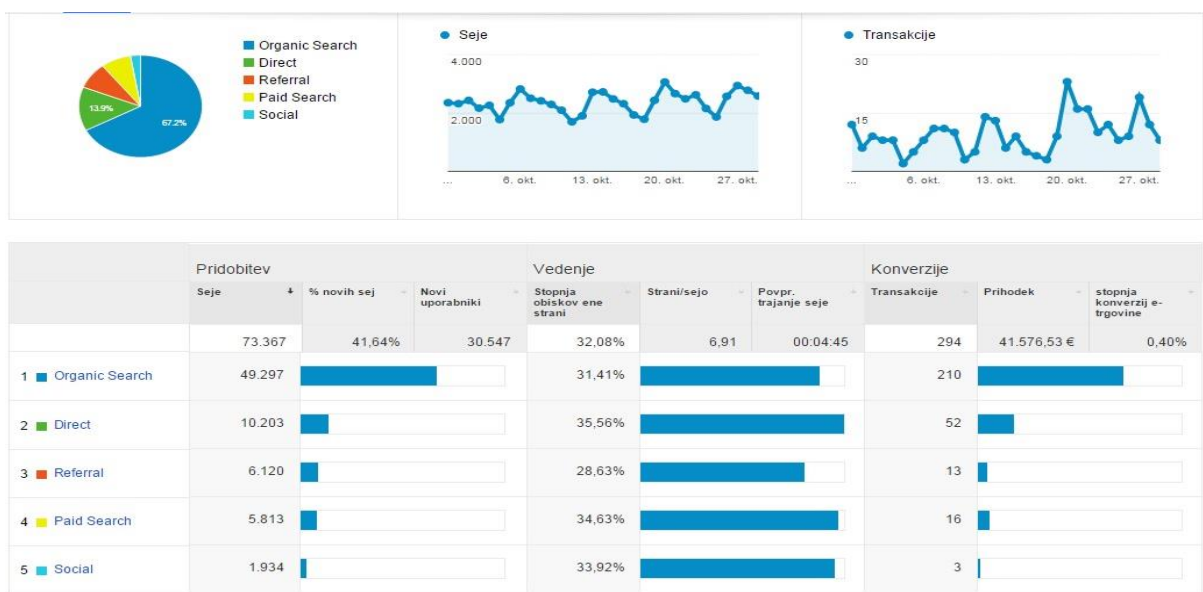 Organic Search
Direct
Referral
Paid Search
Social
13.9%
67.2%
Seje
4.000
2.000
... 6. okt. 13. okt. 20. okt. 27. okt.
Transakcije
30
15
... 6. okt. 13. okt. 20. okt. 27. okt.
Pridobitev Vedenje Konverzije
Seje % novih sej Novi uporabniki Stopnja obiskov ene strani Strani/sejo Povpr. trajanje seje Transakcije Prihodek stopnja konverzij e-trgovine
73.367 41,64% 30.547 32,08% 6,91 00:04:45 294 41.576,53 € 0,40%
1 Organic Search 49.297 31,41% 210
2 Direct 10.203 35,56% 52
3 Referral 6.120 28,63% 13
4 Paid Search 5.813 34,63% 16
5 Social 1.934 33,92% 3